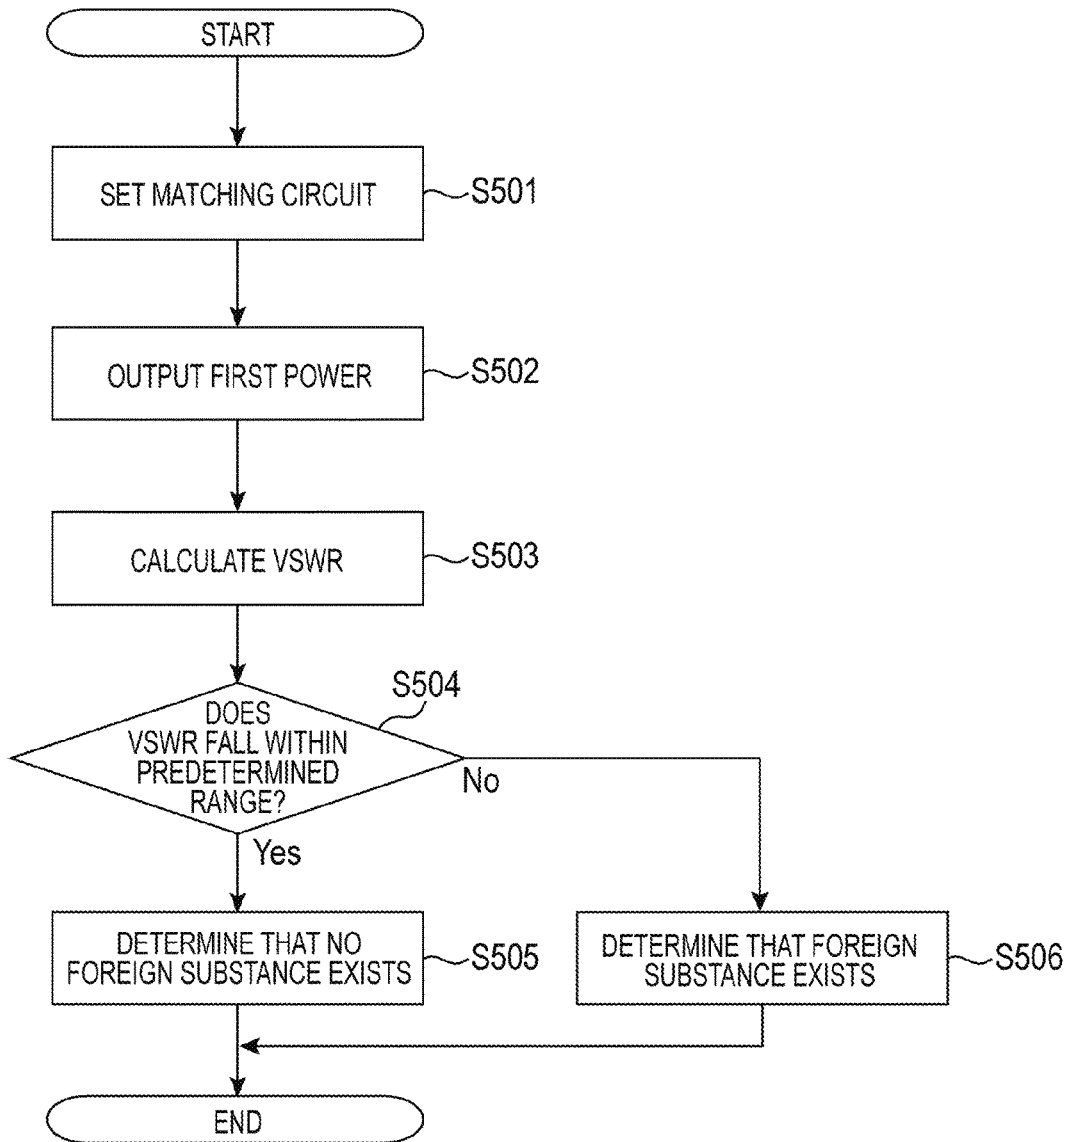 START
SET MATCHING CIRCUIT
S501
OUTPUT FIRST POWER
S502
CALCULATE VSWR
S503
S504
DOES
VSWR FALL WITHIN
PREDETERMINED
RANGE?
No
Yes
DETERMINE THAT NO
FOREIGN SUBSTANCE EXISTS
S505
DETERMINE THAT FOREIGN
SUBSTANCE EXISTS
S506
END